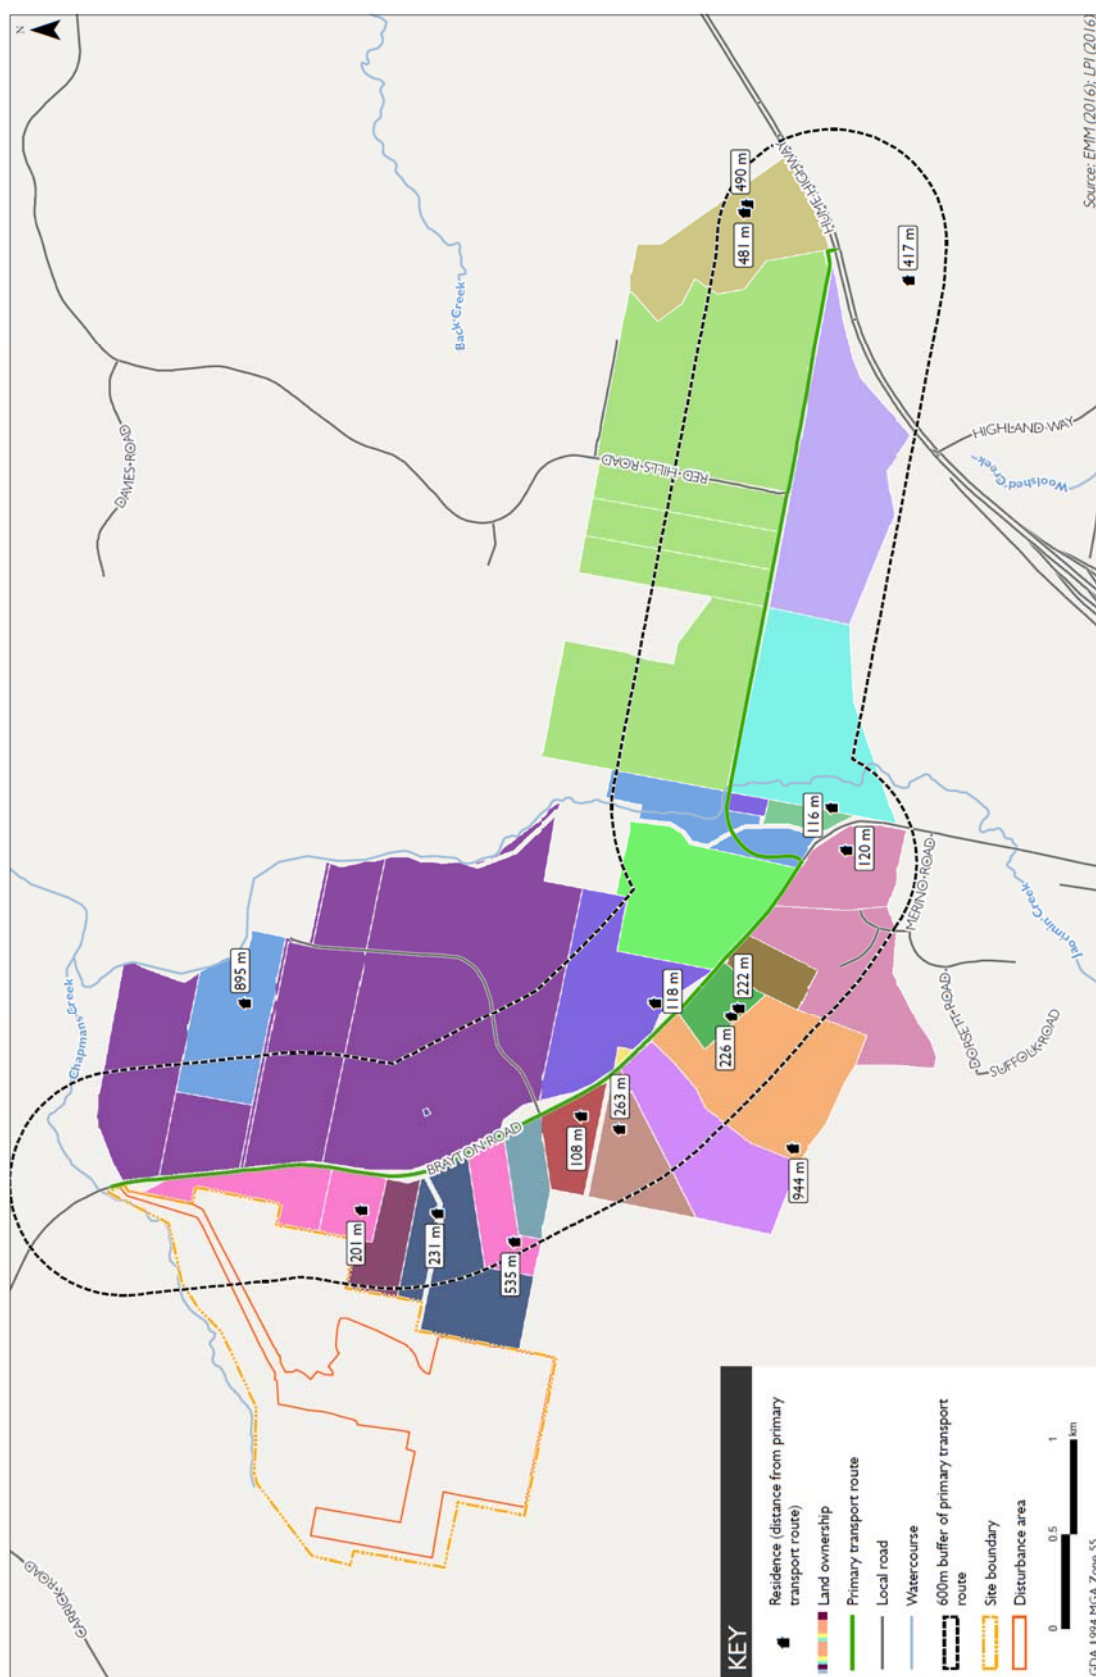 N
Source: EMM (2016); LPI (2016)
GARRICK ROAD
Chapmans Creek
Back Creek
DAVIES ROAD
RED HILLS ROAD
BRAYTON ROAD
HUME HIGHWAY
HIGHLAND WAY
Woolshed Creek
MERINO ROAD
DORSETT ROAD
SUFFOLK ROAD
Jaorimin Creek
895 m
201 m
231 m
535 m
108 m
263 m
118 m
226 m
222 m
944 m
116 m
120 m
481 m
490 m
417 m
KEY
Residence (distance from primary
transport route)
Land ownership
Primary transport route
Local road
Watercourse
600m buffer of primary transport
route
Site boundary
Disturbance area
0
0.5
1
km
GDA 1994 MGA Zone 55